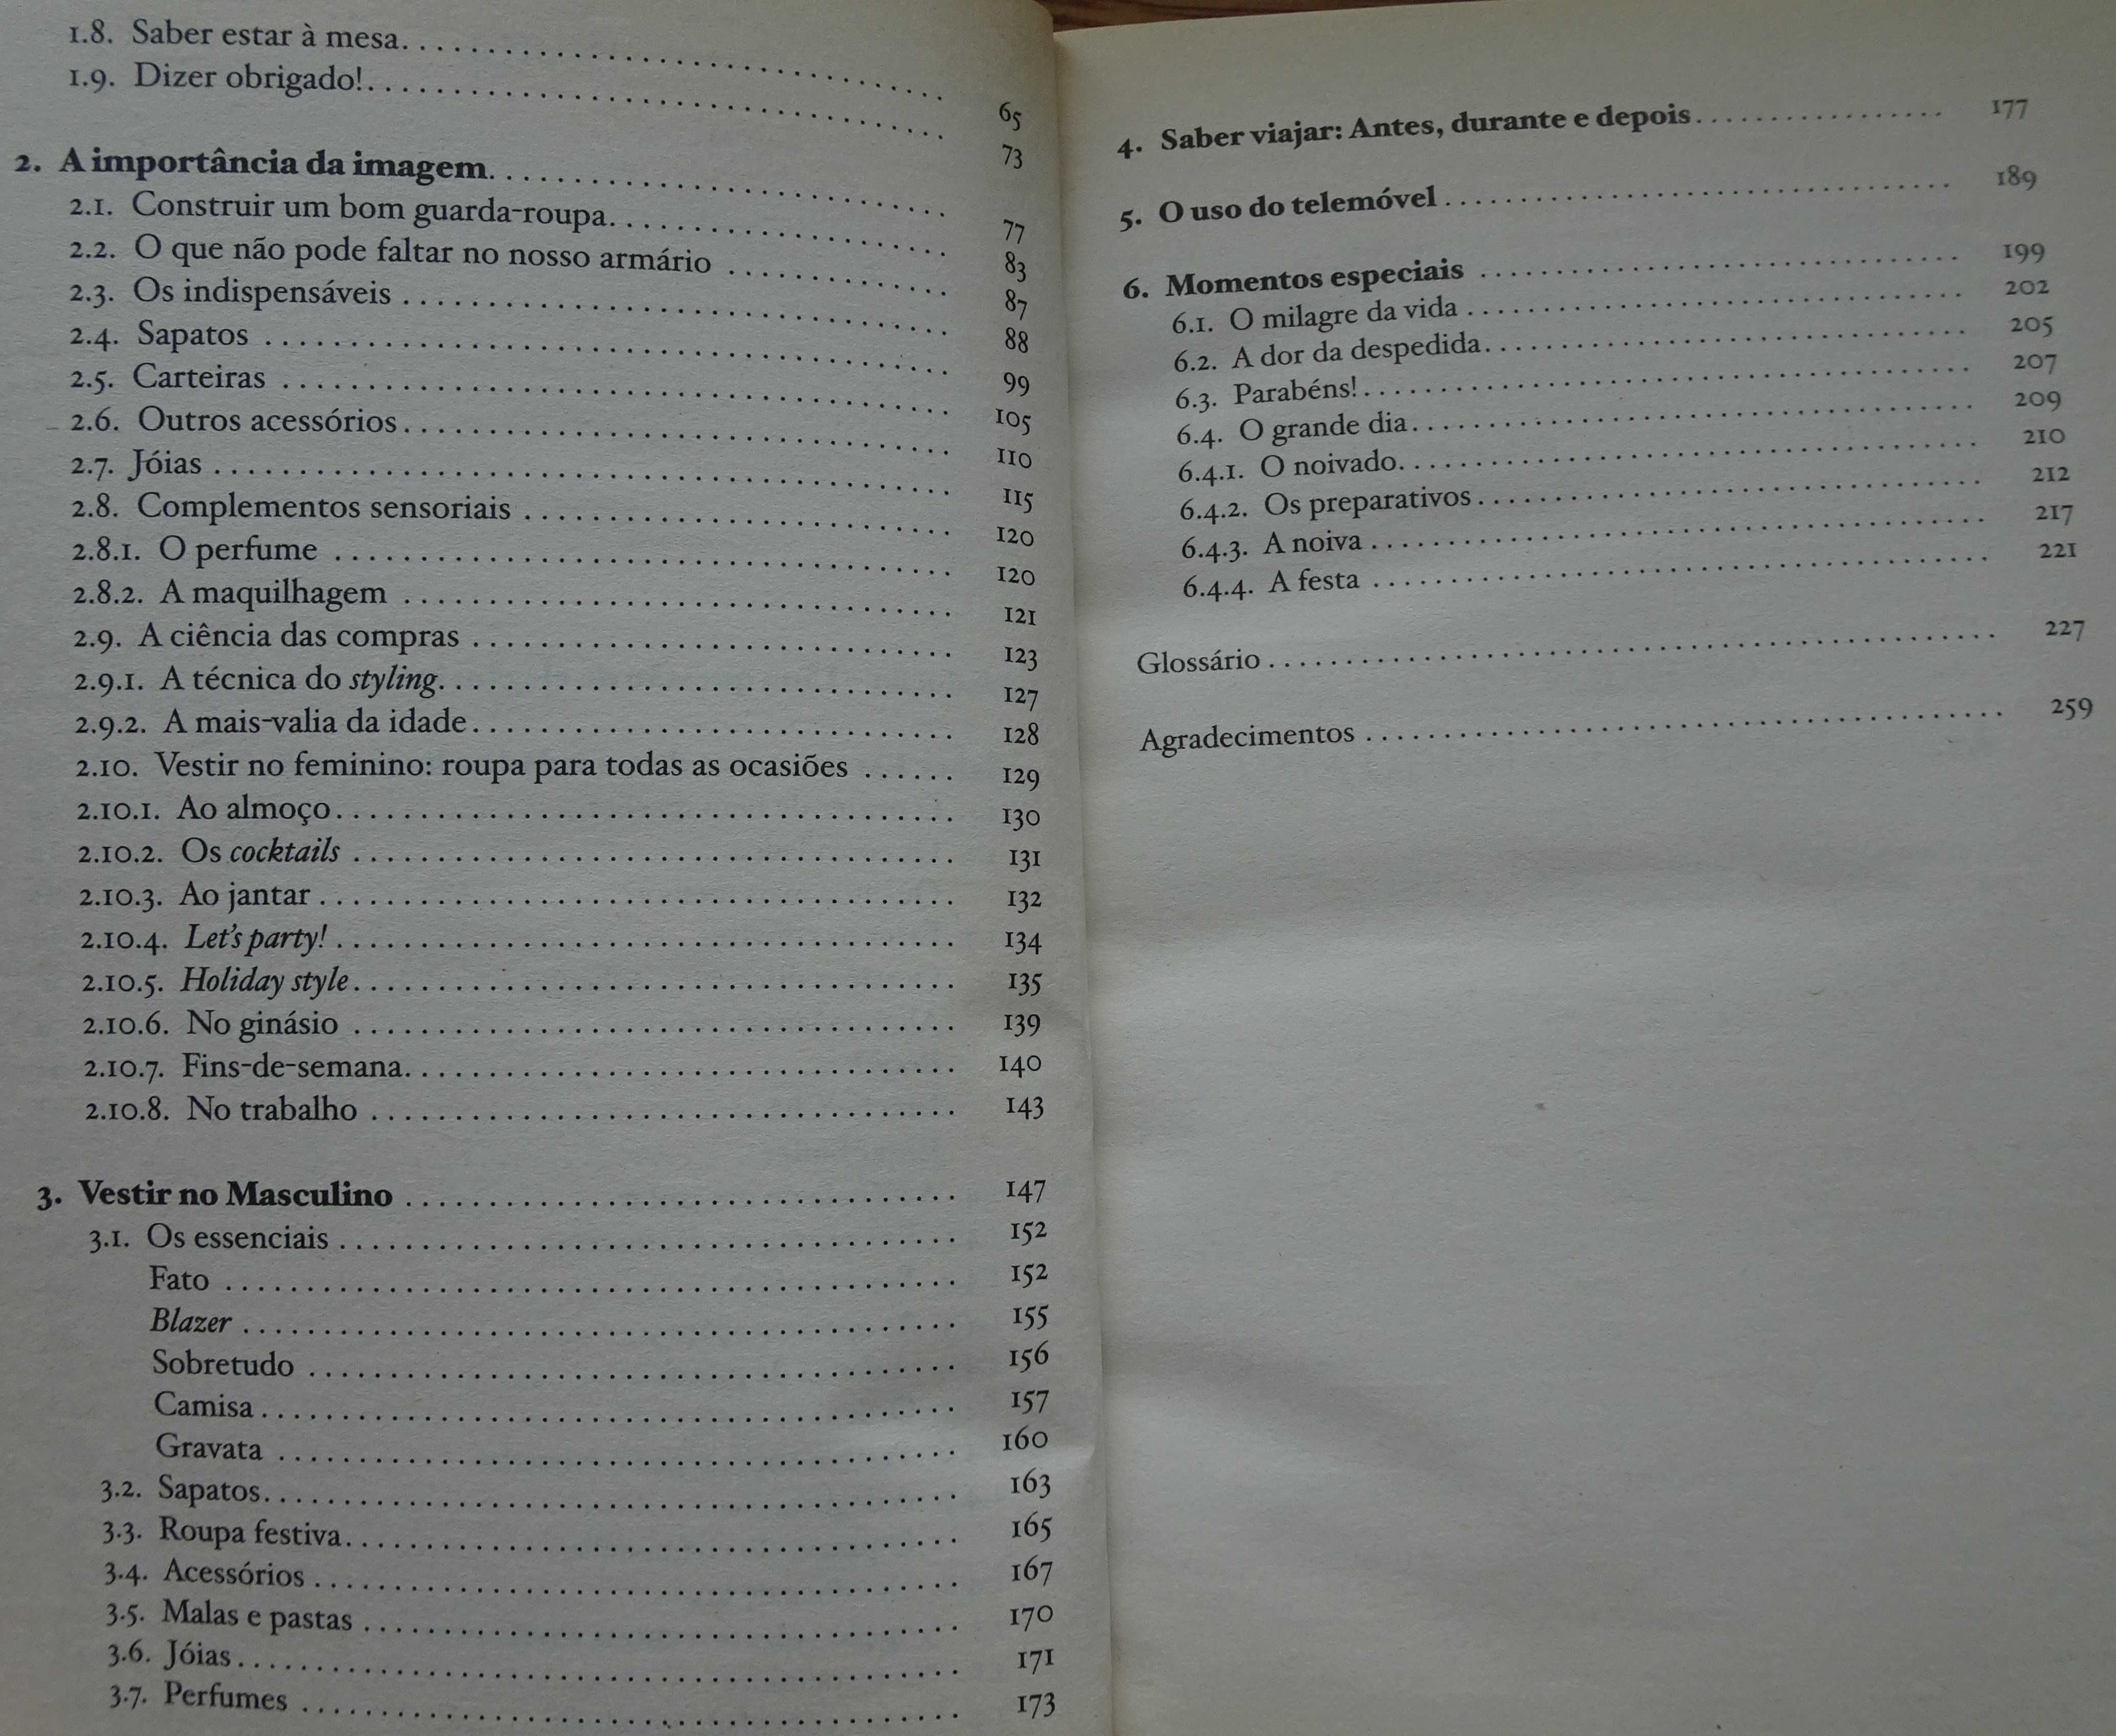 1.8. Saber estar à mesa. . . . . 65
1.9. Dizer obrigado!. . . . . 73
2. A importância da imagem. . . . . 77
2.1. Construir um bom guarda-roupa. . . . . 83
2.2. O que não pode faltar no nosso armário . . . . . 87
2.3. Os indispensáveis . . . . . 88
2.4. Sapatos . . . . . 99
2.5. Carteiras . . . . . 105
2.6. Outros acessórios. . . . . 110
2.7. Jóias . . . . . 115
2.8. Complementos sensoriais . . . . . 120
2.8.1. O perfume . . . . . 120
2.8.2. A maquilhagem . . . . . 121
2.9. A ciência das compras . . . . . 123
2.9.1. A técnica do styling. . . . . 127
2.9.2. A mais-valia da idade. . . . . 128
2.10. Vestir no feminino: roupa para todas as ocasiões . . . . . 129
2.10.1. Ao almoço. . . . . 130
2.10.2. Os cocktails . . . . . 131
2.10.3. Ao jantar . . . . . 132
2.10.4. Let's party! . . . . . 134
2.10.5. Holiday style. . . . . 135
2.10.6. No ginásio . . . . . 139
2.10.7. Fins-de-semana. . . . . 140
2.10.8. No trabalho . . . . . 143
3. Vestir no Masculino . . . . . 147
3.1. Os essenciais . . . . . 152
Fato . . . . . 152
Blazer . . . . . 155
Sobretudo . . . . . 156
Camisa . . . . . 157
Gravata . . . . . 160
3.2. Sapatos. . . . . 163
3.3. Roupa festiva. . . . . 165
3.4. Acessórios . . . . . 167
3.5. Malas e pastas . . . . . 170
3.6. Jóias. . . . . 171
3.7. Perfumes . . . . . 173
4. Saber viajar: Antes, durante e depois. . . . . 177
5. O uso do telemóvel . . . . . 189
6. Momentos especiais . . . . . 199
6.1. O milagre da vida . . . . . 202
6.2. A dor da despedida. . . . . 205
6.3. Parabéns! . . . . . 207
6.4. O grande dia. . . . . 209
6.4.1. O noivado. . . . . 210
6.4.2. Os preparativos . . . . . 212
6.4.3. A noiva . . . . . 217
6.4.4. A festa . . . . . 221
Glossário . . . . . 227
Agradecimentos . . . . . 259